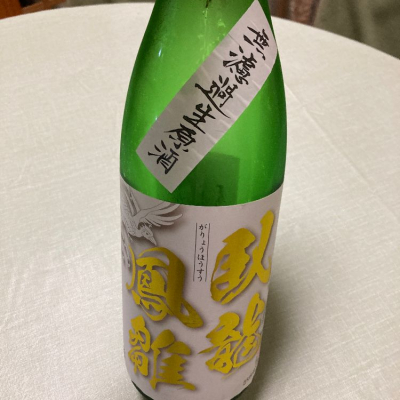 無濾過生原酒
がりょうほうすう
臥龍
鳳雛